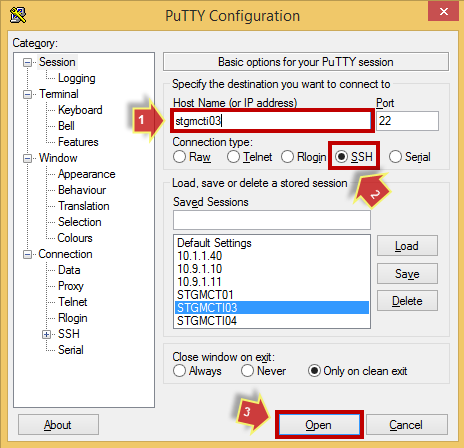 PuTTY Configuration
Category:
Session
Logging
Terminal
Keyboard
Bell
Features
Window
Appearance
Behaviour
Translation
Selection
Colours
Connection
Data
Proxy
Telnet
Rlogin
SSH
Serial
Basic options for your PuTTY session
Specify the destination you want to connect to
Host Name (or IP address) Port
1 stgmcti03 22
Connection type:
Raw Telnet Rlogin SSH Serial
2
Load, save or delete a stored session
Saved Sessions
Default Settings
10.1.1.40
10.9.1.10
10.9.1.11
STGMCT01
STGMCTI03
STGMCTI04
Load
Save
Delete
Close window on exit:
Always Never Only on clean exit
3
About Open Cancel